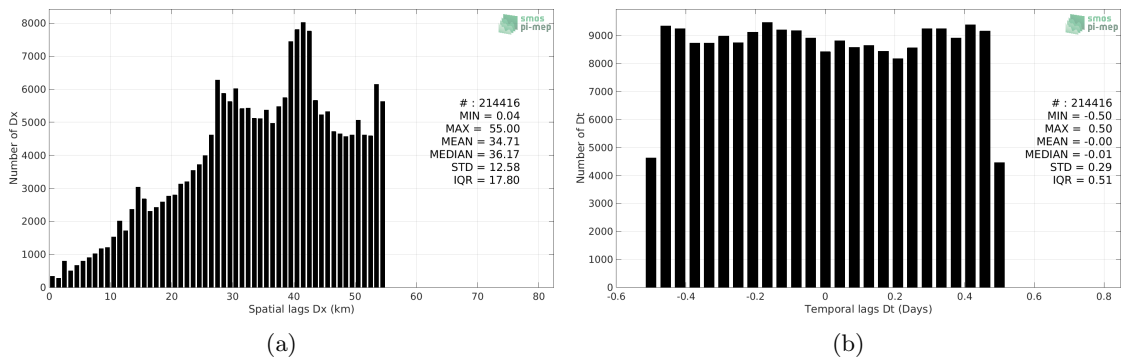 8000
7000
6000
5000
4000
3000
2000
1000
0
Number of Dx
0 10 20 30 40 50 60 70 80
Spatial lags Dx (km)
smos
pi-mep
# : 214416
MIN = 0.04
MAX = 55.00
MEAN = 34.71
MEDIAN = 36.17
STD = 12.58
IQR = 17.80
(a)
9000
8000
7000
6000
5000
4000
3000
2000
1000
0
Number of Dt
-0.6 -0.4 -0.2 0 0.2 0.4 0.6 0.8
Temporal lags Dt (Days)
smos
pi-mep
# : 214416
MIN = -0.50
MAX = 0.50
MEAN = -0.00
MEDIAN = -0.01
STD = 0.29
IQR = 0.51
(b)